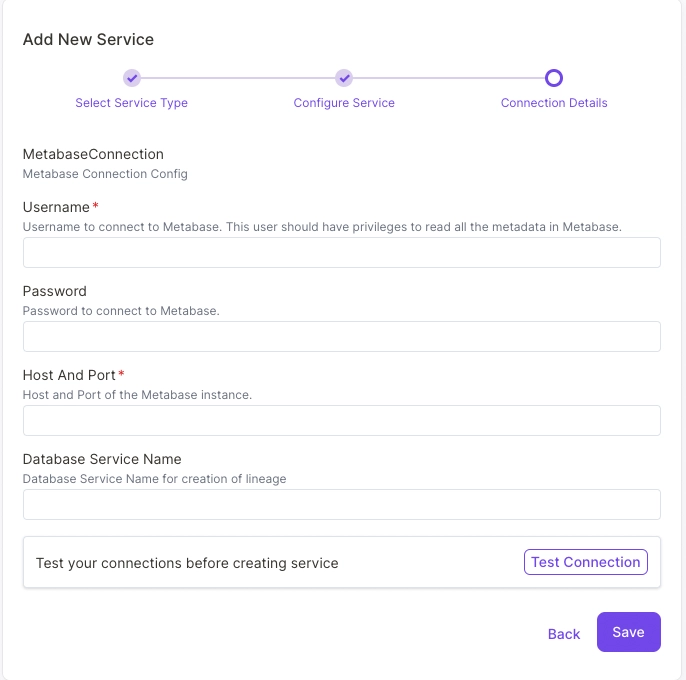 Add New Service
Select Service Type
Configure Service
Connection Details
MetabaseConnection
Metabase Connection Config
Username*
Username to connect to Metabase. This user should have privileges to read all the metadata in Metabase.
Password
Password to connect to Metabase.
Host And Port*
Host and Port of the Metabase instance.
Database Service Name
Database Service Name for creation of lineage
Test your connections before creating service
Test Connection
Back
Save